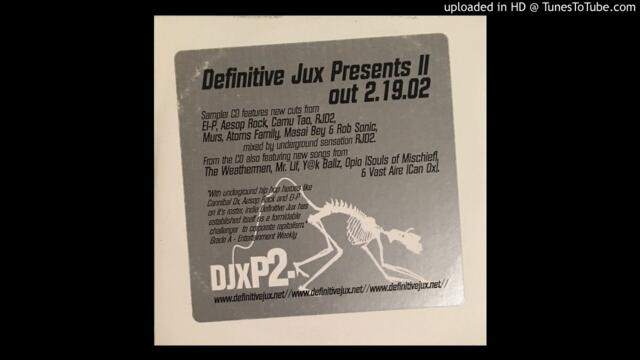 uploaded in HD @ TunesToTube.com
Definitive Jux Presents II
out 2.19.02
Sampler CD features new cuts from
El-P, Aesop Rock, Camu Tao, RJD2,
Murs, Atoms Family, Masai Bey & Rob Sonic,
mixed by underground sensation RJD2.
From the CD also featuring new songs from
The Weathermen, Mr. Lif, Y@k Ballz, Opio (Souls of Mischief),
& Vast Aire (Can Ox).
"With underground hip hop heroes like
Cannibal Ox, Aesop Rock and El-P
on it's roster, indie Definitive Jux has
established itself as a formidable
challenger to corporate rapitalism."
Grade A - Entertainment Weekly
DJXP2.
www.definitivejux.net//www.definitivejux.net//www.definitivejux.net//